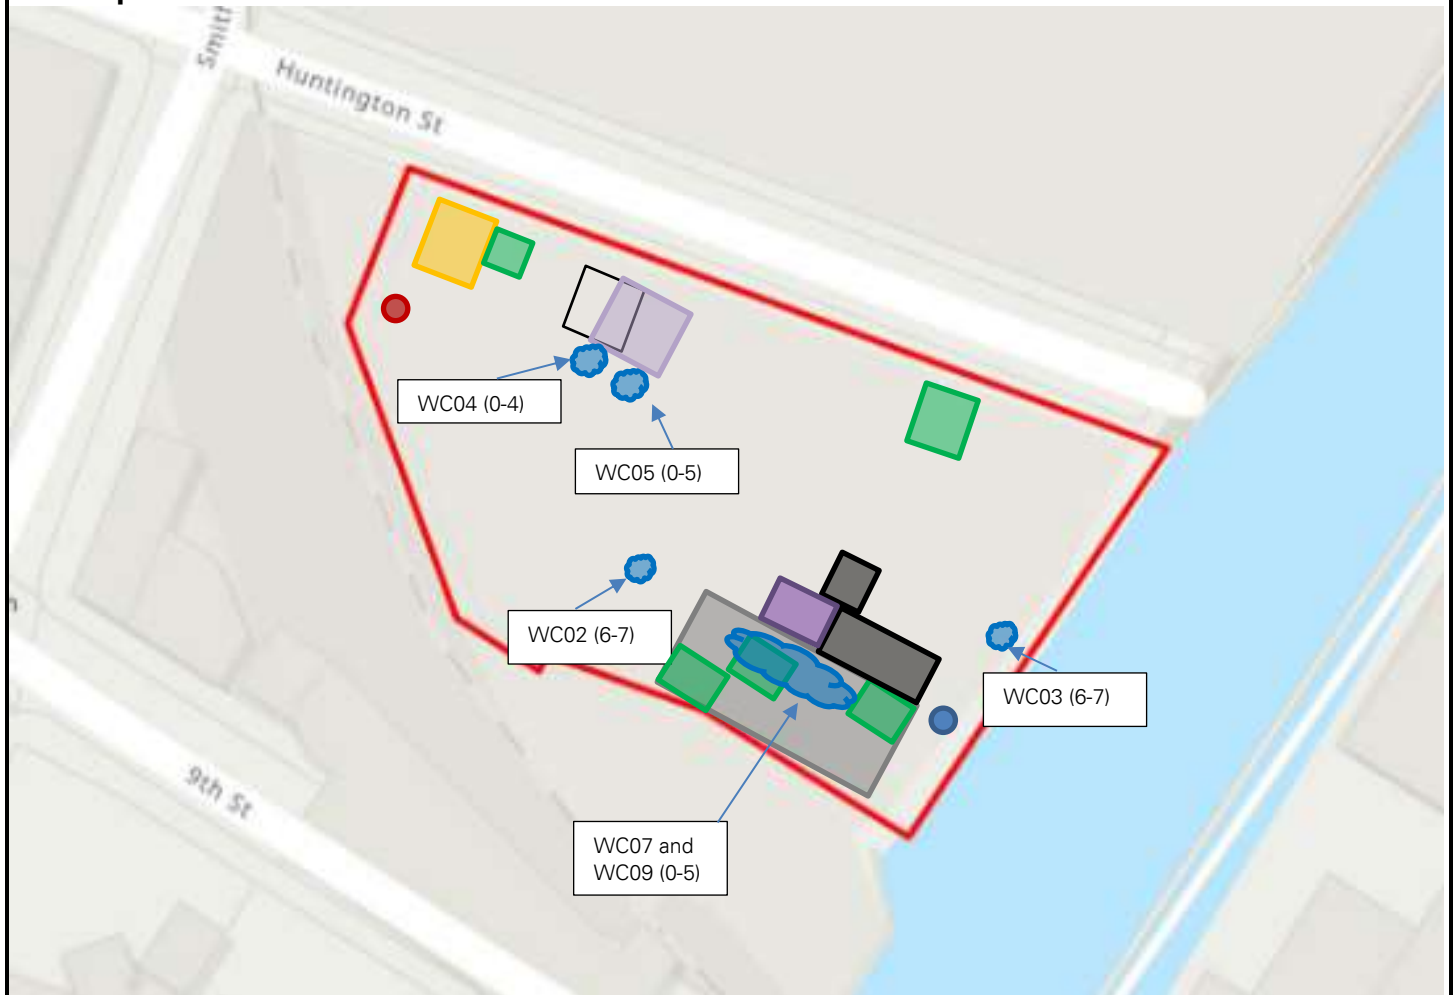 Smith
Huntington St
WC04 (0-4)
WC05 (0-5)
WC02 (6-7)
WC03 (6-7)
9th St
WC07 and
WC09 (0-5)